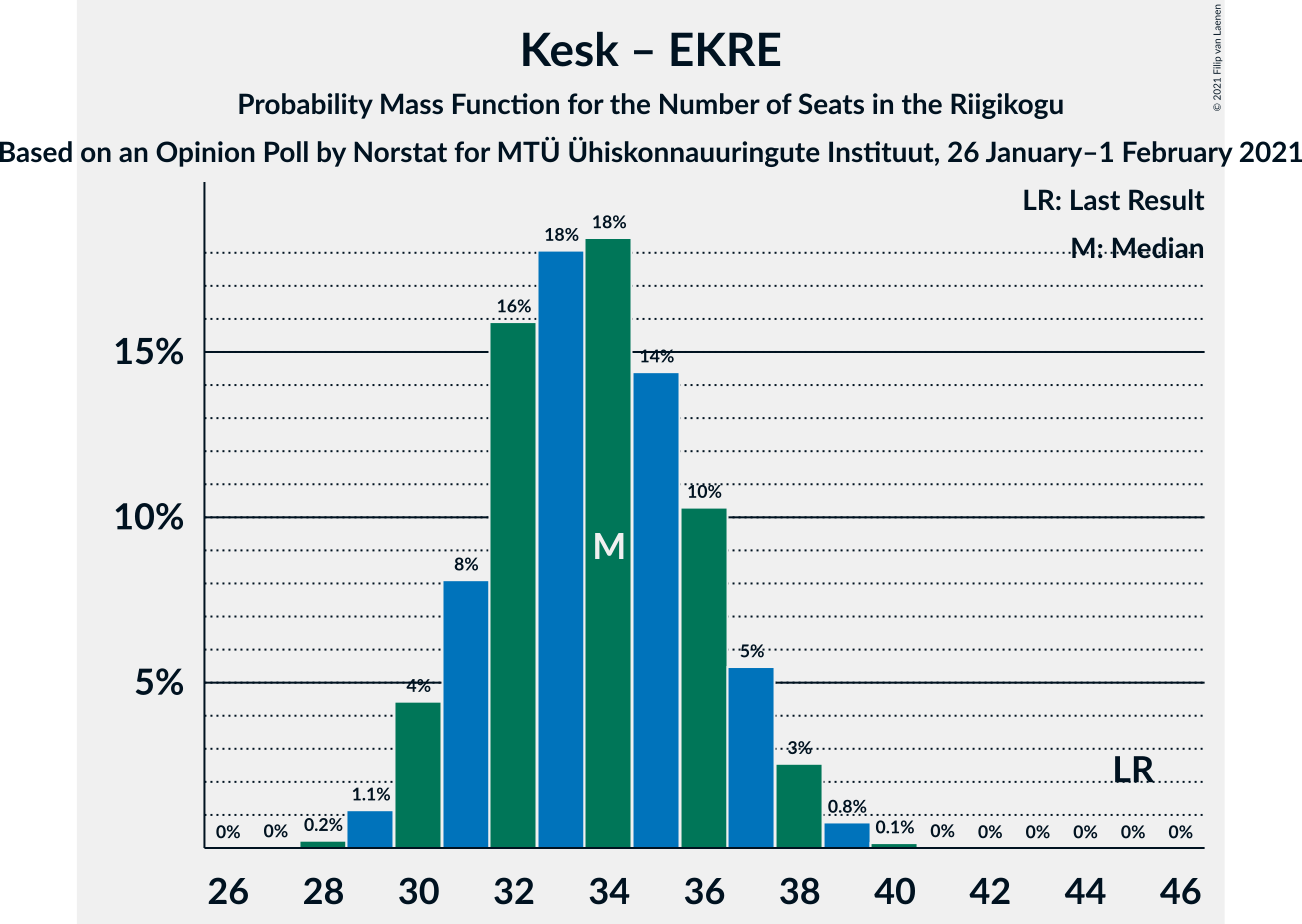 Kesk – EKRE
Probability Mass Function for the Number of Seats in the Riigikogu
Based on an Opinion Poll by Norstat for MTÜ Ühiskonnauuringute Instituut, 26 January–1 February 2021
© 2021 Filip van Laenen
LR: Last Result
M: Median
15%
10%
5%
0%
0%
0.2%
1.1%
4%
8%
16%
18%
18%
14%
10%
5%
3%
0.8%
0.1%
0%
0%
0%
0%
0%
0%
M
LR
26 28 30 32 34 36 38 40 42 44 46